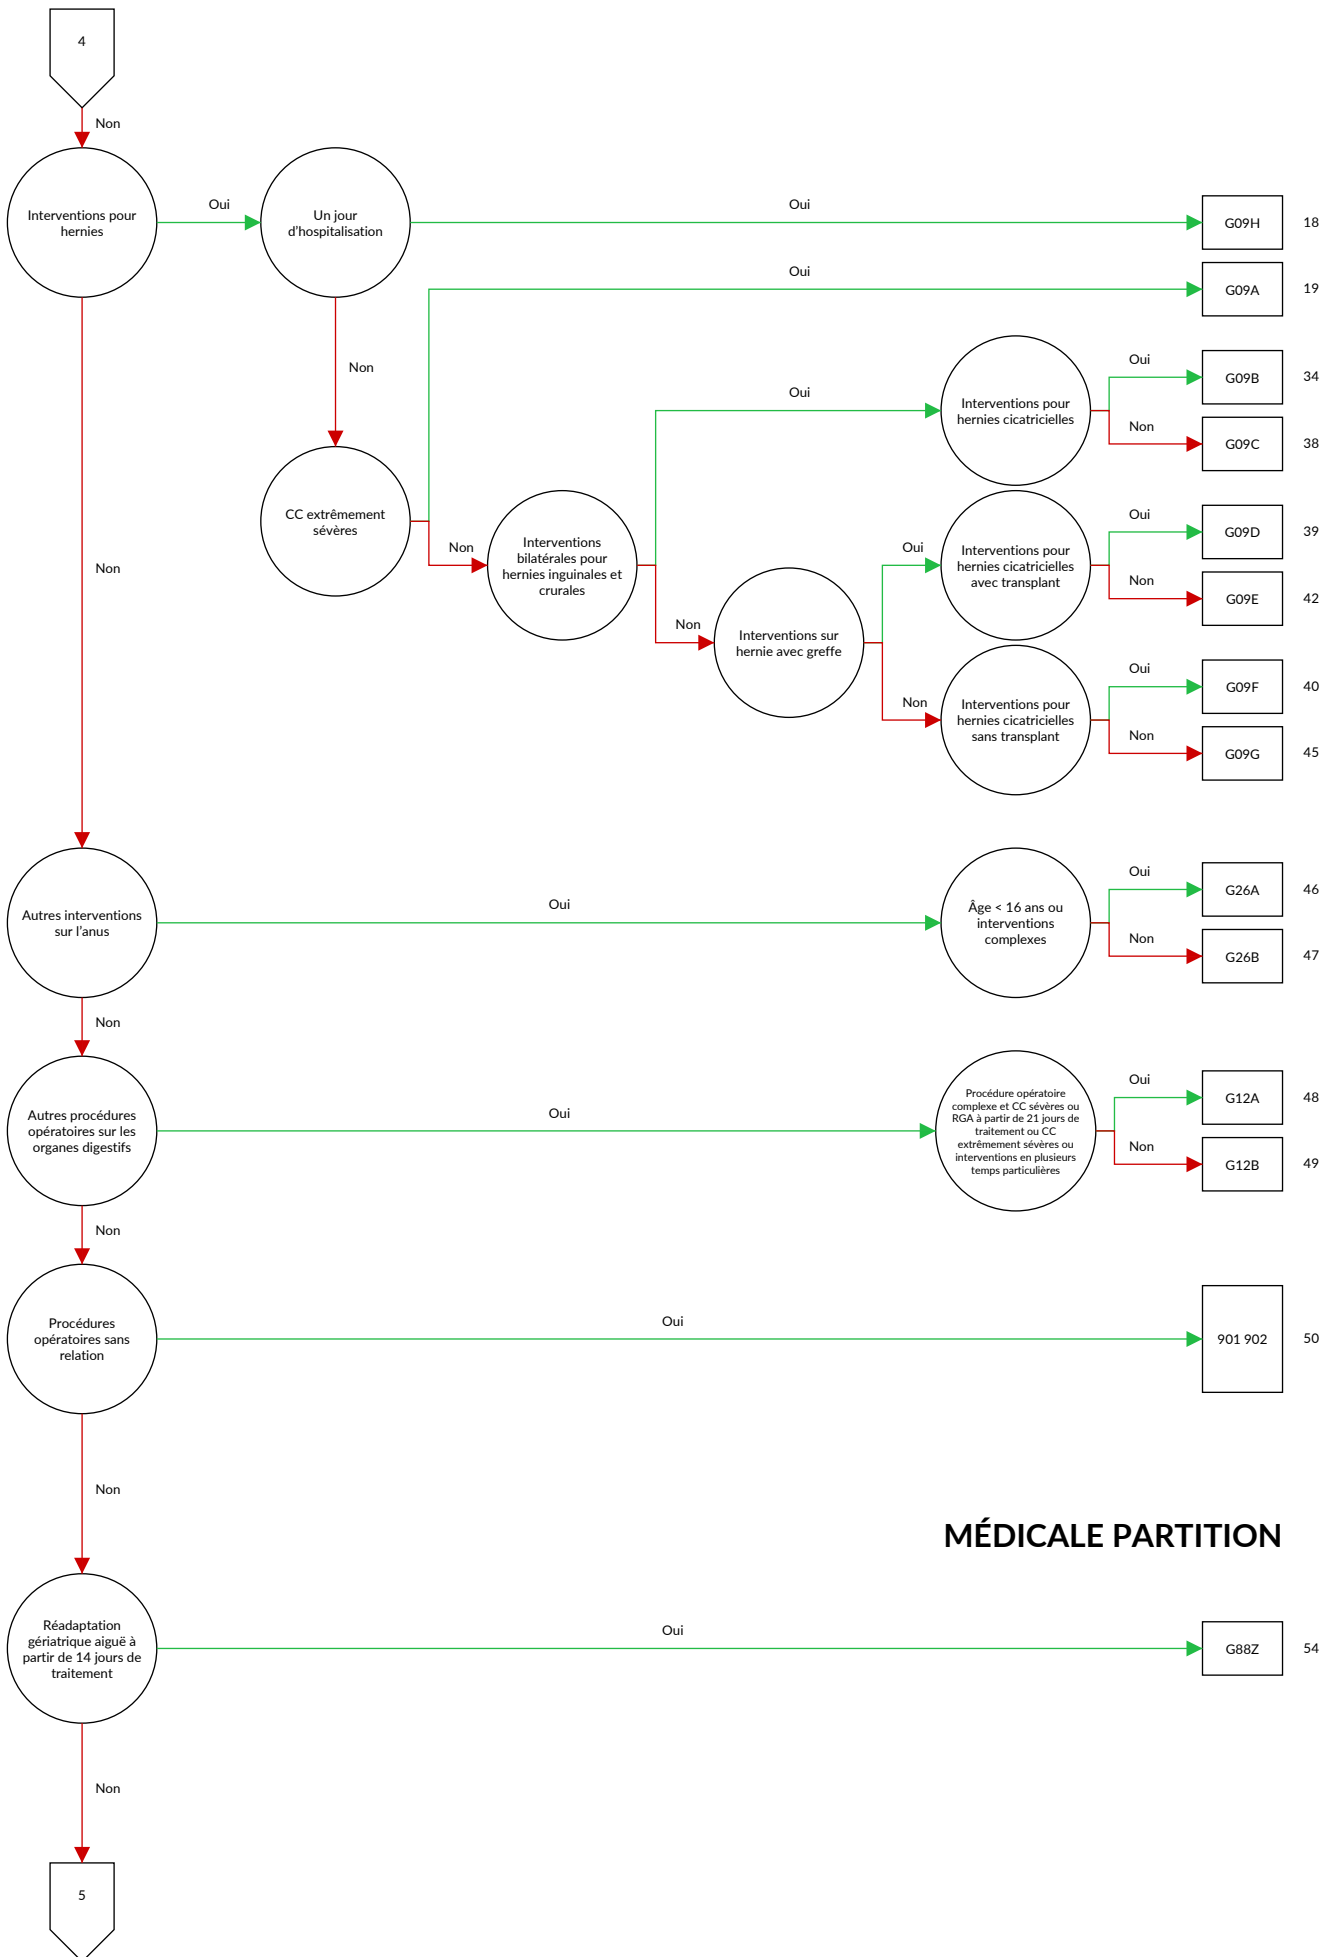 4
Non
Interventions pour
hernies
Oui
Un jour
d'hospitalisation
Oui
G09H
18
Oui
G09A
19
Non
CC extrêmement
sévères
Non
Interventions
bilatérales pour
hernies inguinales et
crurales
Oui
Interventions pour
hernies cicatricielles
Oui
G09B
34
Non
G09C
38
Non
Interventions sur
hernie avec greffe
Oui
Interventions pour
hernies cicatricielles
avec transplant
Oui
G09D
39
Non
G09E
42
Non
Interventions pour
hernies cicatricielles
sans transplant
Oui
G09F
40
Non
G09G
45
Non
Autres interventions
sur l'anus
Oui
Âge < 16 ans ou
interventions
complexes
Oui
G26A
46
Non
G26B
47
Non
Autres procédures
opératoires sur les
organes digestifs
Oui
Procédure opératoire
complexe et CC sévères ou
RGA à partir de 21 jours de
traitement ou CC
extrêmement sévères ou
interventions en plusieurs
temps particulières
Oui
G12A
48
Non
G12B
49
Non
Procédures
opératoires sans
relation
Oui
901 902
50
Non
MÉDICALE PARTITION
Réadaptation
gériatrique aiguë à
partir de 14 jours de
traitement
Oui
G88Z
54
Non
5